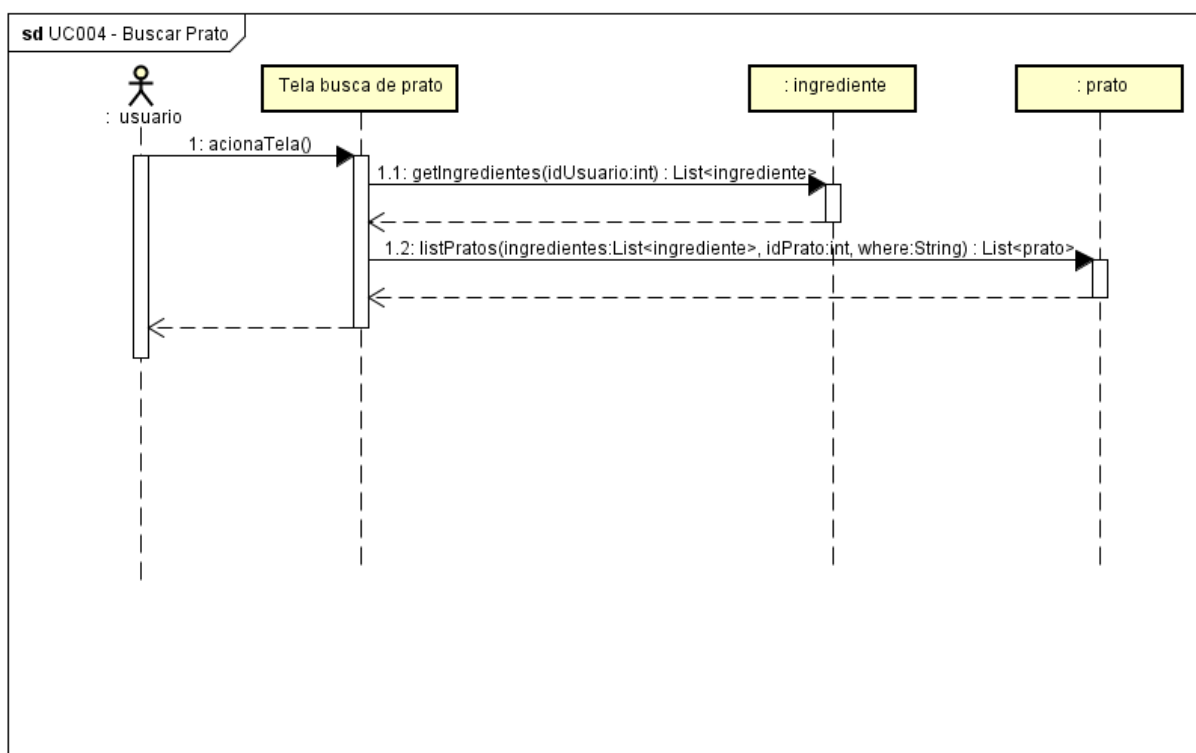 sd UC004 - Buscar Prato
: usuario
Tela busca de prato
: ingrediente
: prato
1: acionaTela()
1.1: getIngredientes(idUsuario:int) : List<ingrediente>
1.2: listPratos(ingredientes:List<ingrediente>, idPrato:int, where:String) : List<prato>